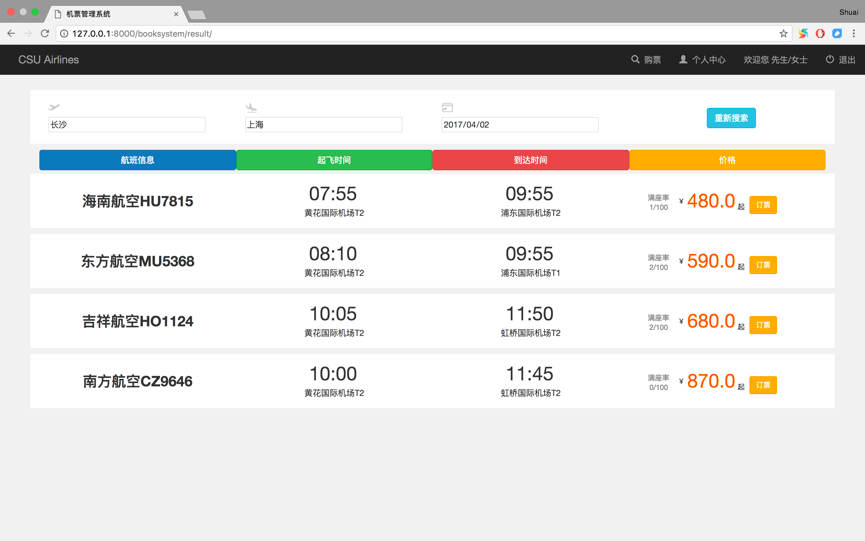 机票管理系统
Shuai
127.0.0.1:8000/booksystem/result/
CSU Airlines 购票 个人中心 欢迎您 先生/女士 退出
长沙 上海 2017/04/02 重新搜索
航班信息 起飞时间 到达时间 价格
海南航空HU7815 07:55 09:55 满座率 ¥ 480.0 起 订票
黄花国际机场T2 浦东国际机场T2 1/100
东方航空MU5368 08:10 09:55 满座率 ¥ 590.0 起 订票
黄花国际机场T2 浦东国际机场T1 2/100
吉祥航空HO1124 10:05 11:50 满座率 ¥ 680.0 起 订票
黄花国际机场T2 虹桥国际机场T2 2/100
南方航空CZ9646 10:00 11:45 满座率 ¥ 870.0 起 订票
黄花国际机场T2 虹桥国际机场T2 0/100